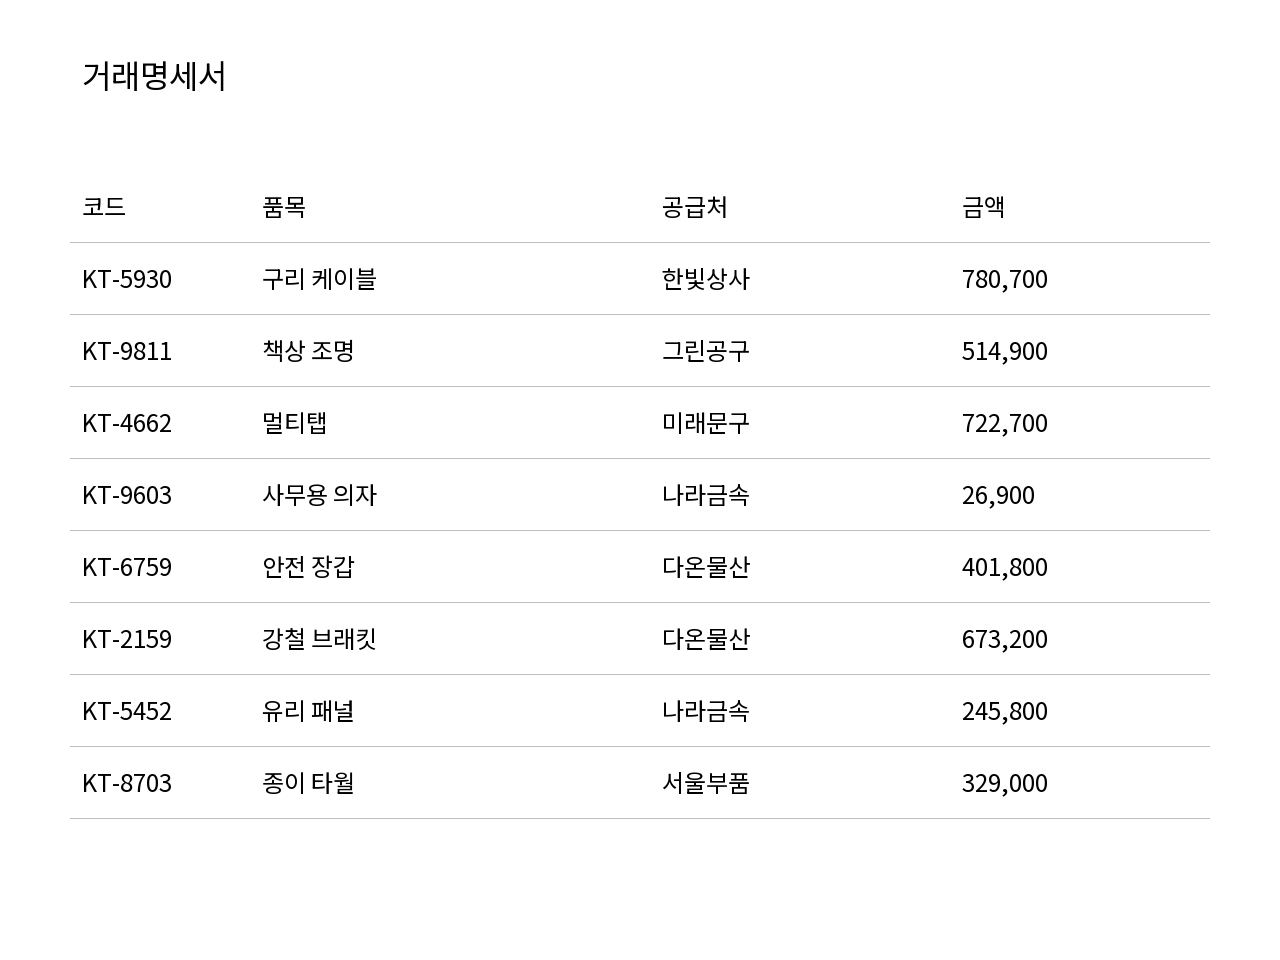 거래명세서
코드 품목 공급처 금액
KT-5930 구리 케이블 한빛상사 780,700
KT-9811 책상 조명 그린공구 514,900
KT-4662 멀티탭 미래문구 722,700
KT-9603 사무용 의자 나라금속 26,900
KT-6759 안전 장갑 다온물산 401,800
KT-2159 강철 브래킷 다온물산 673,200
KT-5452 유리 패널 나라금속 245,800
KT-8703 종이 타월 서울부품 329,000